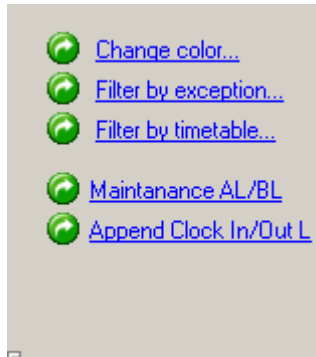 Change color...
Filter by exception...
Filter by timetable...
Maintanance AL/BL
Append Clock In/Out L